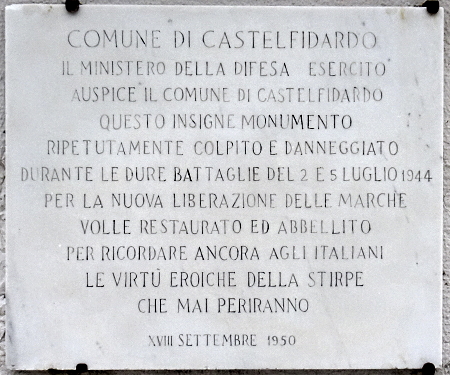 COMUNE DI CASTELFIDARDO
IL MINISTERO DELLA DIFESA ESERCITO
AUSPICE IL COMUNE DI CASTELFIDARDO
QUESTO INSIGNE MONUMENTO
RIPETUTAMENTE COLPITO E DANNEGGIATO
DURANTE LE DURE BATTAGLIE DEL 2 E 5 LUGLIO 1944
PER LA NUOVA LIBERAZIONE DELLE MARCHE
VOLLE RESTAURATO ED ABBELLITO
PER RICORDARE ANCORA AGLI ITALIANI
LE VIRTÙ EROICHE DELLA STIRPE
CHE MAI PERIRANNO
XVIII SETTEMBRE 1950